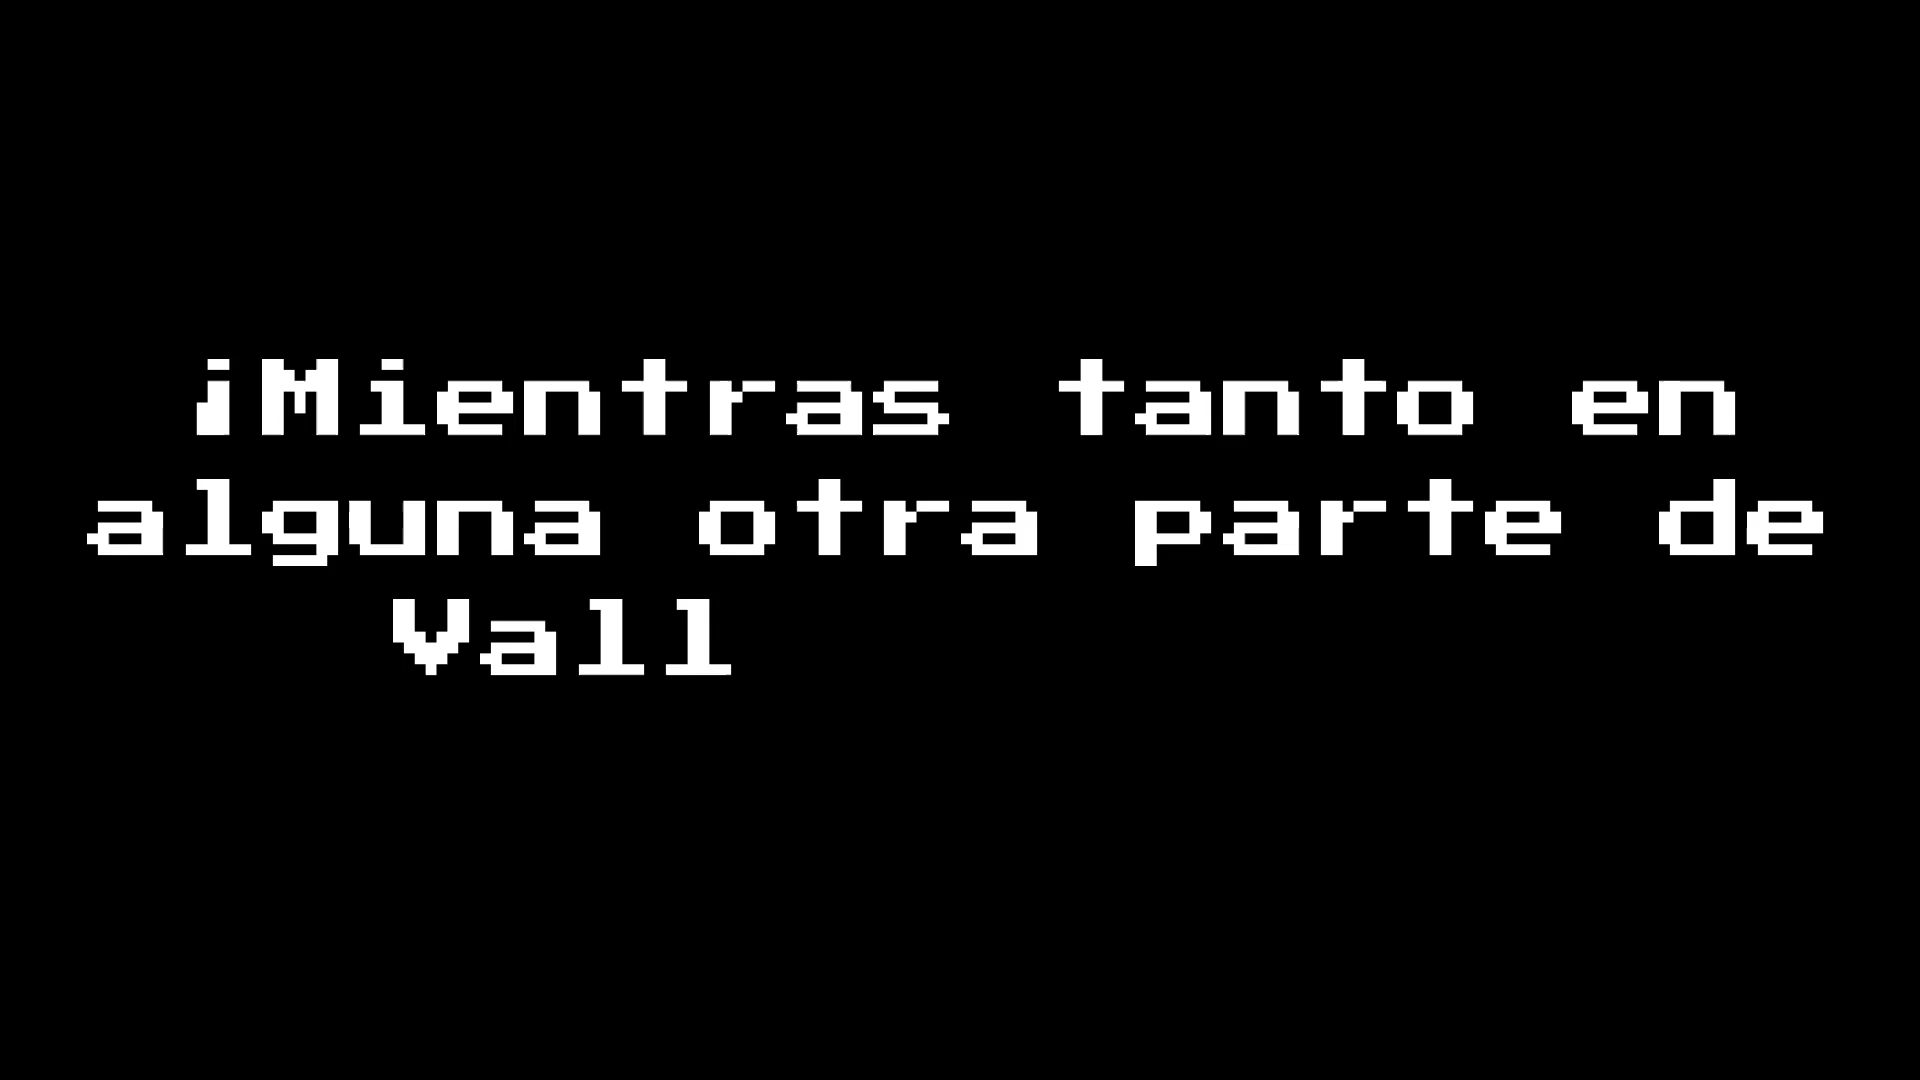 ¡Mientras tanto en
alguna otra parte de
Vall